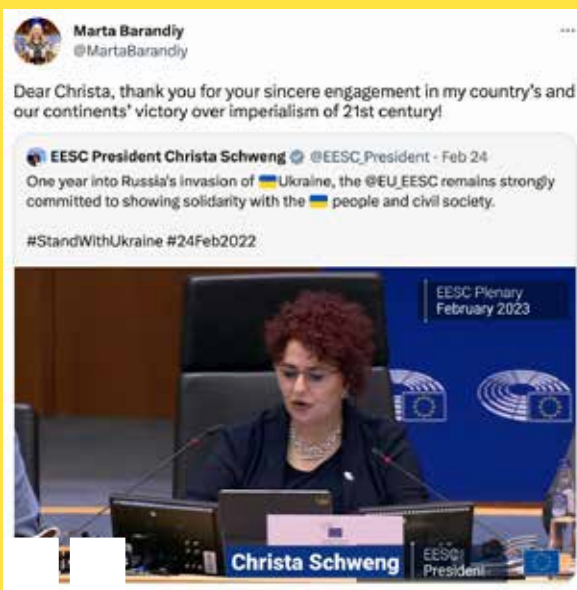 Marta Barandiy
@MartaBarandiy
Dear Christa, thank you for your sincere engagement in my country's and
our continents' victory over imperialism of 21st century!
EESC President Christa Schweng @EESC_President · Feb 24
One year into Russia's invasion of 🇺🇦Ukraine, the @EU_EESC remains strongly
committed to showing solidarity with the 🇺🇦 people and civil society.
#StandWithUkraine #24Feb2022
EESC Plenary
February 2023
Christa Schweng
EESC
President